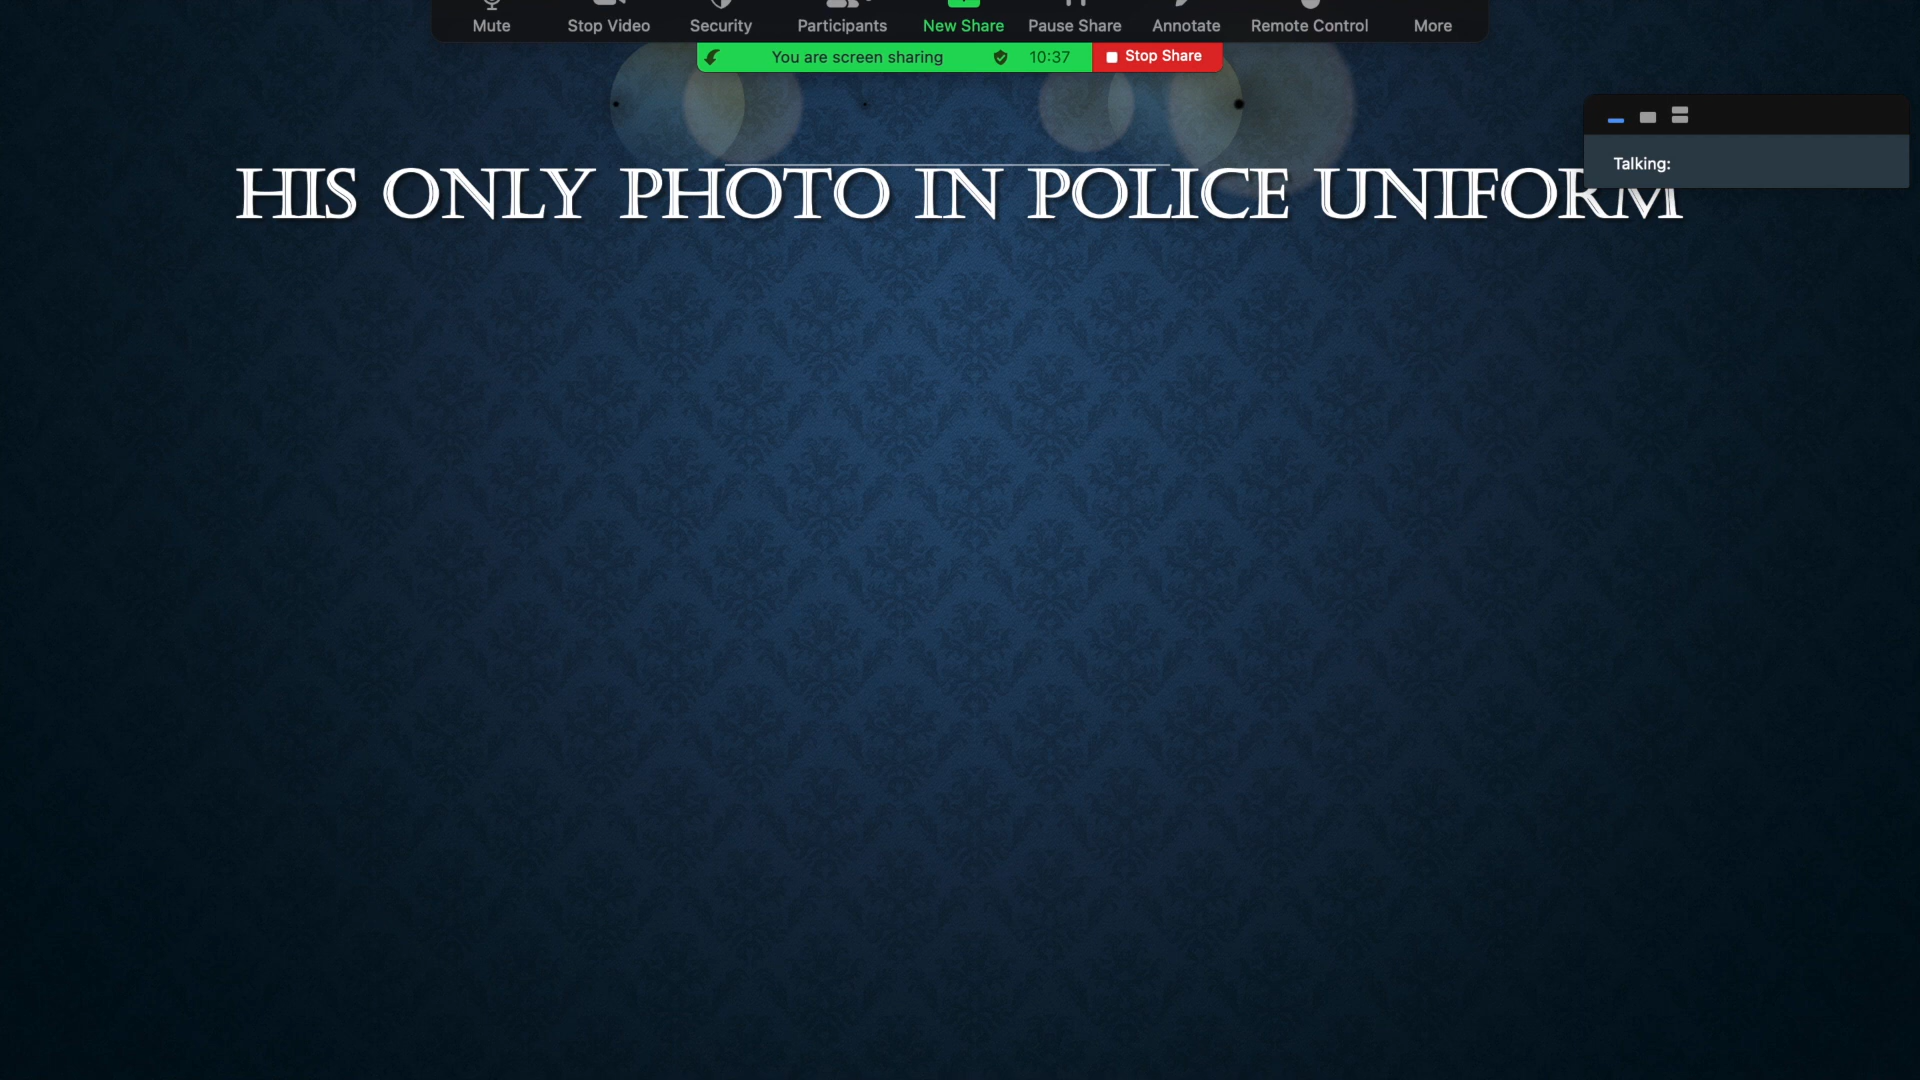 Mute Stop Video Security Participants New Share Pause Share Annotate Remote Control More
You are screen sharing 10:37 Stop Share
Talking:
HIS ONLY PHOTO IN POLICE UNIFORM